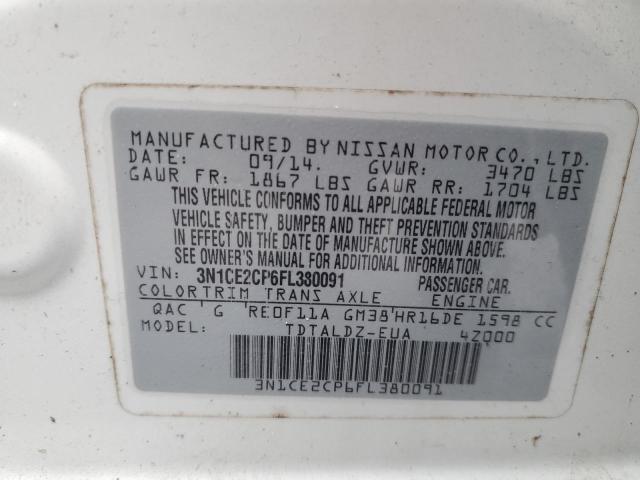 MANUFACTURED BY NISSAN MOTOR CO., LTD.
DATE: 09/14. GVWR: 3470 LBS
GAWR FR: 1867 LBS GAWR RR: 1704 LBS
THIS VEHICLE CONFORMS TO ALL APPLICABLE FEDERAL MOTOR
VEHICLE SAFETY, BUMPER AND THEFT PREVENTION STANDARDS
IN EFFECT ON THE DATE OF MANUFACTURE SHOWN ABOVE.
SEE OWNER'S MANUAL FOR ADDITIONAL INFORMATION.
VIN: 3N1CE2CP6FL380091 PASSENGER CAR.
COLOR TRIM TRANS AXLE ENGINE
QAC G RE0F11A GM38 HR16DE 1598 CC
MODEL: TDTALDZ-EUA 4Z000
3N1CE2CP6FL380091